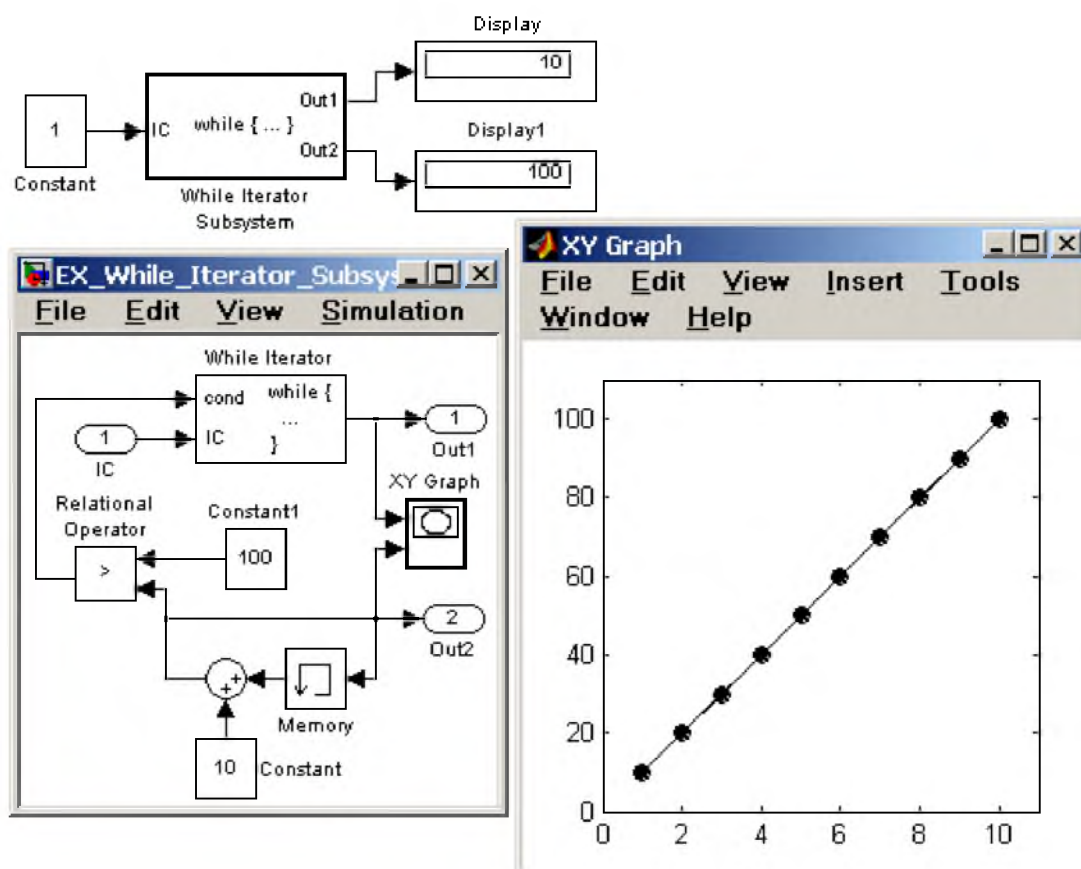 Display
10
1
IC
while { ... }
Out1
Out2
Constant
While Iterator
Subsystem
Display1
100
EX_While_Iterator_Subsys
File Edit View Simulation
While Iterator
cond
while {
...
}
IC
1
IC
1
Out1
XY Graph
Relational
Operator
>
Constant1
100
2
Out2
++
Memory
10
Constant
XY Graph
File Edit View Insert Tools
Window Help
100
80
60
40
20
0
0 2 4 6 8 10